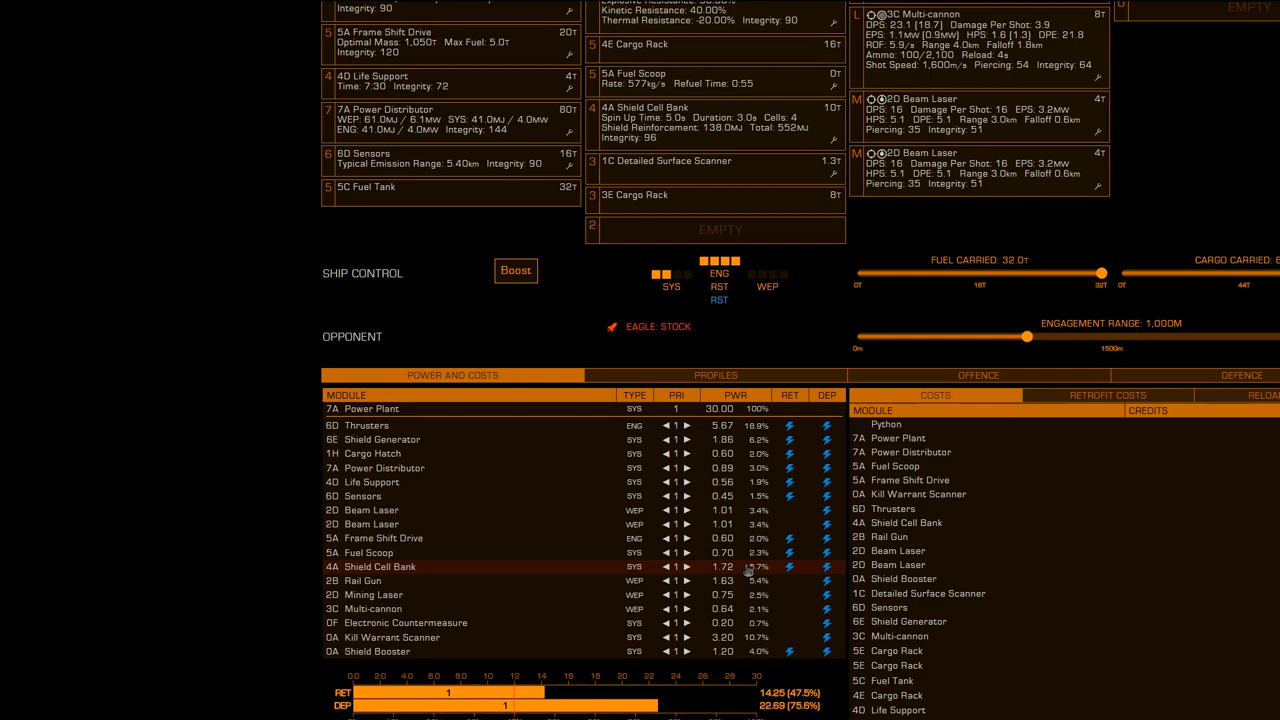 Integrity: 90
5 5A Frame Shift Drive 20T
Optimal Mass: 1,050T Max Fuel: 5.0T
Integrity: 120
4 4D Life Support 4T
Time: 7:30 Integrity: 72
7 7A Power Distributor 80T
WEP: 61.0MJ / 6.1MW SYS: 41.0MJ / 4.0MW
ENG: 41.0MJ / 4.0MW Integrity: 144
6 6D Sensors 16T
Typical Emission Range: 5.40km Integrity: 90
5 5C Fuel Tank 32T
Kinetic Resistance: 40.00%
Thermal Resistance: -20.00% Integrity: 90
5 4E Cargo Rack 16T
5 5A Fuel Scoop 0T
Rate: 577kg/s Refuel Time: 0:55
4 4A Shield Cell Bank 10T
Spin Up Time: 5.0s Duration: 3.0s Cells: 4
Shield Reinforcement: 138.0MJ Total: 552MJ
Integrity: 96
3 1C Detailed Surface Scanner 1.3T
3 3E Cargo Rack 8T
2 EMPTY
L 3C Multi-cannon 8T
DPS: 23.1 [18.7] Damage Per Shot: 3.9
EPS: 1.1MW [0.9MW] HPS: 1.6 [1.3] DPE: 21.8
ROF: 5.9/s Range 4.0km Falloff 1.8km
Ammo: 100/2,100 Reload: 4s
Shot Speed: 1,600m/s Piercing: 54 Integrity: 64
M 2D Beam Laser 4T
DPS: 16 Damage Per Shot: 16 EPS: 3.2MW
HPS: 5.1 DPE: 5.1 Range 3.0km Falloff 0.6km
Piercing: 35 Integrity: 51
M 2D Beam Laser 4T
DPS: 16 Damage Per Shot: 16 EPS: 3.2MW
HPS: 5.1 DPE: 5.1 Range 3.0km Falloff 0.6km
Piercing: 35 Integrity: 51
EMPTY
SHIP CONTROL
Boost
SYS ENG WEP
RST
RST
FUEL CARRIED: 32.0T
0T 16T 32T
CARGO CARRIED: 8
0T 44T
OPPONENT
EAGLE: STOCK
ENGAGEMENT RANGE: 1,000M
0m 1500m
POWER AND COSTS PROFILES OFFENCE DEFENCE
MODULE TYPE PRI PWR RET DEP
7A Power Plant SYS 1 30.00 100%
6D Thrusters ENG 1 5.67 18.9%
6E Shield Generator SYS 1 1.86 6.2%
1H Cargo Hatch SYS 1 0.60 2.0%
7A Power Distributor SYS 1 0.89 3.0%
4D Life Support SYS 1 0.56 1.9%
6D Sensors SYS 1 0.45 1.5%
2D Beam Laser WEP 1 1.01 3.4%
2D Beam Laser WEP 1 1.01 3.4%
5A Frame Shift Drive ENG 1 0.60 2.0%
5A Fuel Scoop SYS 1 0.70 2.3%
4A Shield Cell Bank SYS 1 1.72 5.7%
2B Rail Gun WEP 1 1.63 5.4%
2D Mining Laser WEP 1 0.75 2.5%
3C Multi-cannon WEP 1 0.64 2.1%
0F Electronic Countermeasure SYS 1 0.20 0.7%
0A Kill Warrant Scanner SYS 1 3.20 10.7%
0A Shield Booster SYS 1 1.20 4.0%
0.0 2.0 4.0 6.0 8.0 10 12 14 16 18 20 22 24 26 28 30
RET 1 14.25 (47.5%)
DEP 1 22.69 (75.6%)
COSTS RETROFIT COSTS RELOA
MODULE CREDITS
Python
7A Power Plant
7A Power Distributor
5A Fuel Scoop
5A Frame Shift Drive
0A Kill Warrant Scanner
6D Thrusters
4A Shield Cell Bank
2B Rail Gun
2D Beam Laser
2D Beam Laser
0A Shield Booster
1C Detailed Surface Scanner
6D Sensors
6E Shield Generator
3C Multi-cannon
5E Cargo Rack
5E Cargo Rack
5C Fuel Tank
4E Cargo Rack
4D Life Support